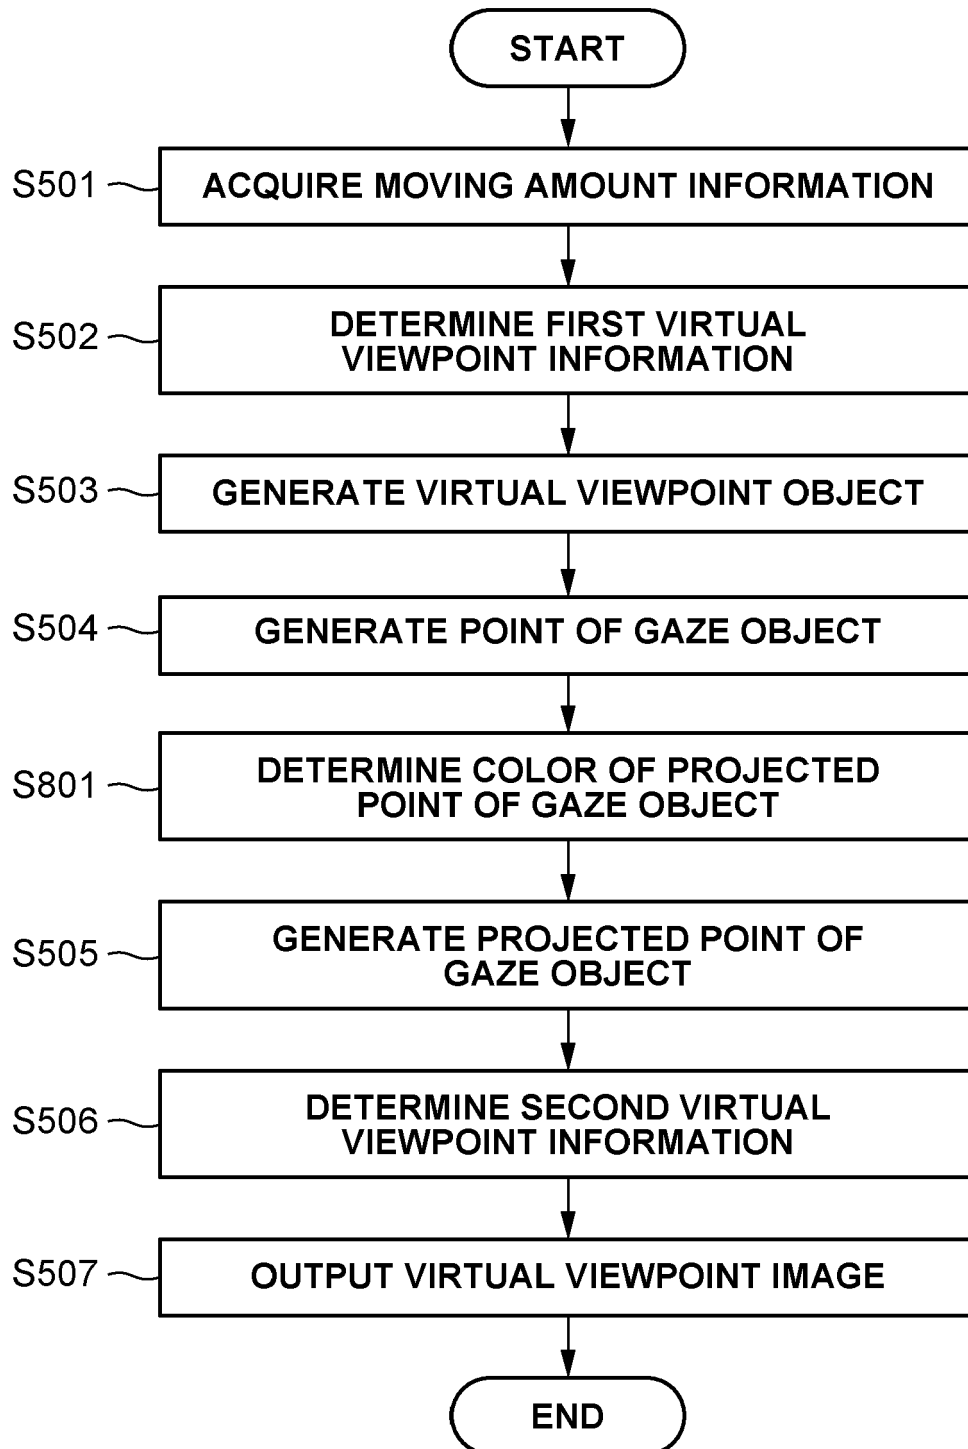 START
S501
ACQUIRE MOVING AMOUNT INFORMATION
S502
DETERMINE FIRST VIRTUAL
VIEWPOINT INFORMATION
S503
GENERATE VIRTUAL VIEWPOINT OBJECT
S504
GENERATE POINT OF GAZE OBJECT
S801
DETERMINE COLOR OF PROJECTED
POINT OF GAZE OBJECT
S505
GENERATE PROJECTED POINT OF
GAZE OBJECT
S506
DETERMINE SECOND VIRTUAL
VIEWPOINT INFORMATION
S507
OUTPUT VIRTUAL VIEWPOINT IMAGE
END